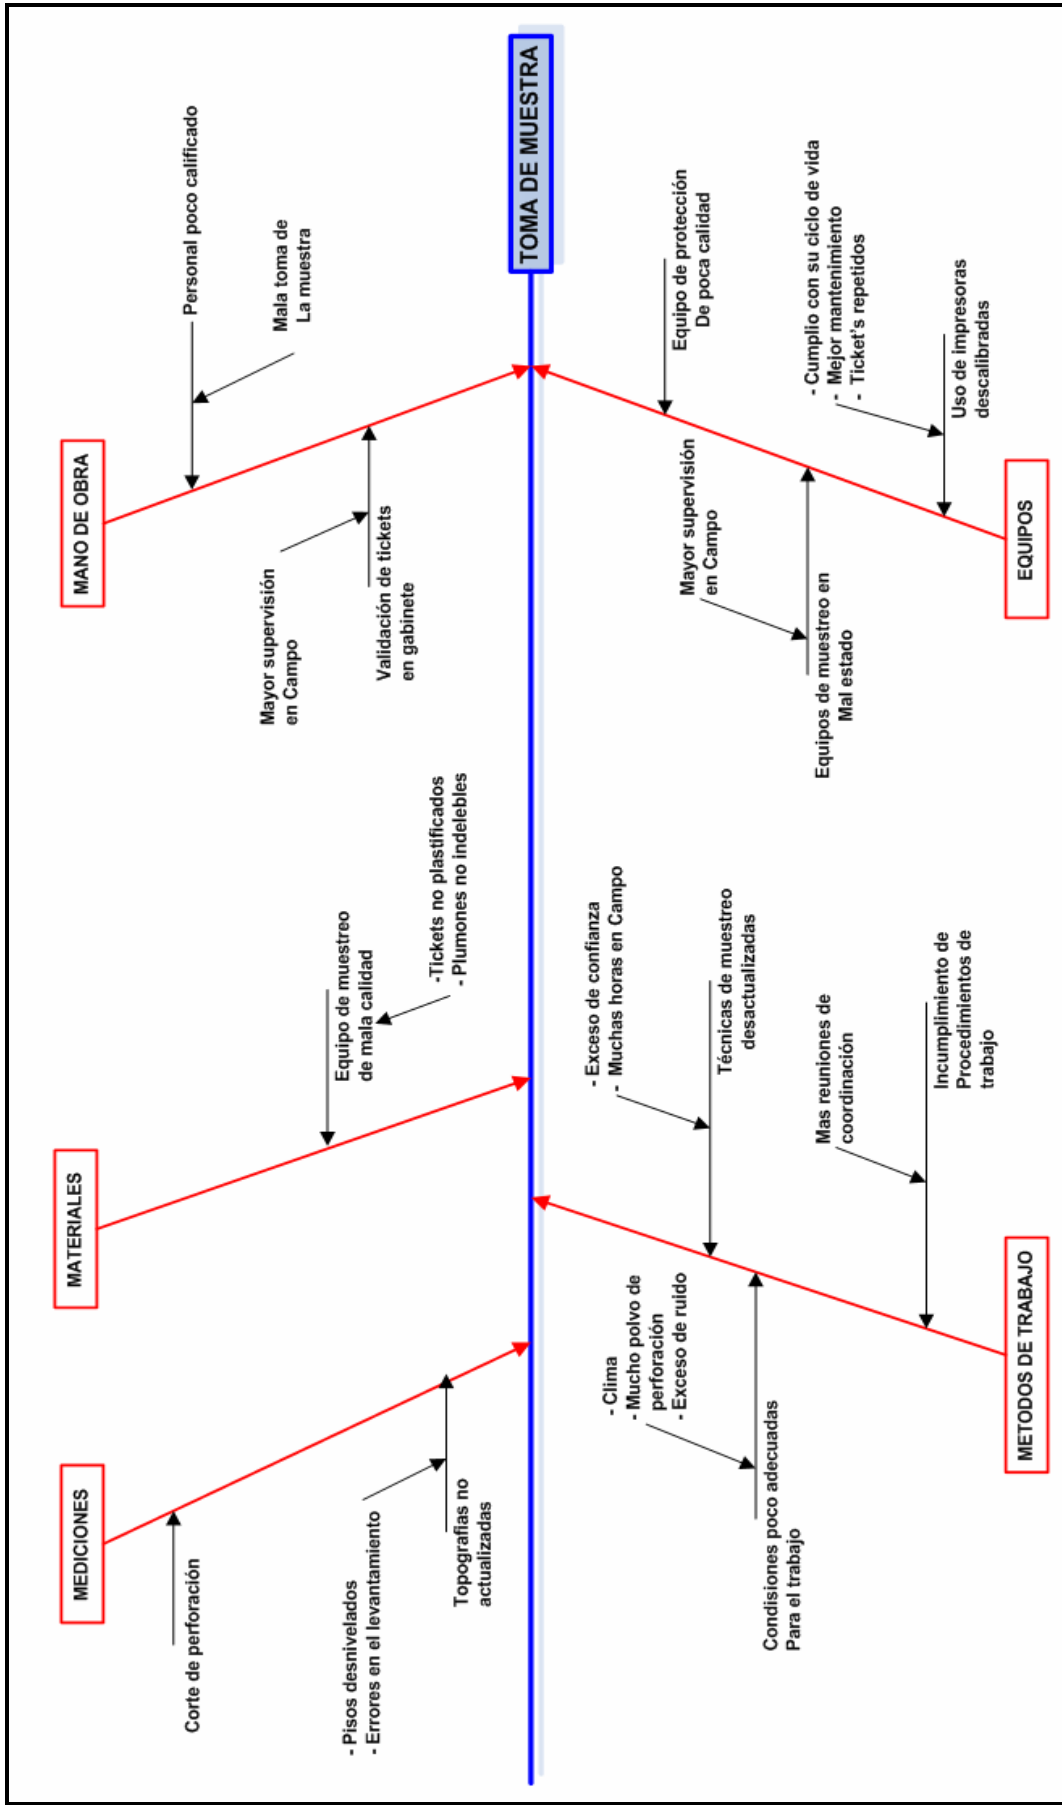 MEDICIONES
MATERIALES
MANO DE OBRA
Corte de perforación
- Pisos desnivelados
- Errores en el levantamiento
Topografias no
actualizadas
Equipo de muestreo
de mala calidad
-Tickets no plastificados
- Plumones no indelebles
Personal poco calificado
Mala toma de
La muestra
Mayor supervisión
en Campo
Validación de tickets
en gabinete
TOMA DE MUESTRA
- Clima
- Mucho polvo de
perforación
- Exceso de ruido
Condisiones poco adecuadas
Para el trabajo
- Exceso de confianza
- Muchas horas en Campo
Técnicas de muestreo
desactualizadas
Mas reuniones de
coordinación
Incumplimiento de
Procedimientos de
trabajo
Equipo de protección
De poca calidad
Mayor supervisión
en Campo
Equipos de muestreo en
Mal estado
- Cumplio con su ciclo de vida
- Mejor mantenimiento
- Ticket's repetidos
Uso de impresoras
descalibradas
METODOS DE TRABAJO
EQUIPOS